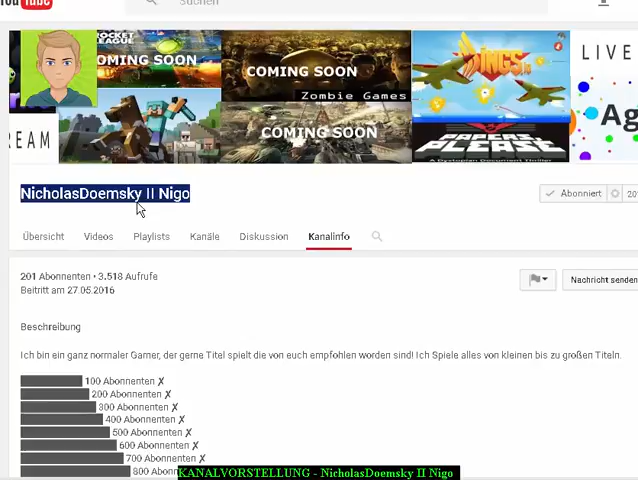 You Tube
Suchen
ROCKET
LEAGUE
COMING SOON
COMING SOON
Zombie Games
WINGS.io
LIVE
REAM
COMING SOON
PAPERS
PLEASE
A Dystopian Document Thriller
Ag
NicholasDoemsky II Nigo
Abonniert
20
Übersicht
Videos
Playlists
Kanäle
Diskussion
Kanalinfo
201 Abonnenten • 3.518 Aufrufe
Beitritt am 27.05.2016
Nachricht senden
Beschreibung
Ich bin ein ganz normaler Gamer, der gerne Titel spielt die von euch empfohlen worden sind! Ich Spiele alles von kleinen bis zu großen Titeln.
100 Abonnenten ✗
200 Abonnenten ✗
300 Abonnenten ✗
400 Abonnenten ✗
500 Abonnenten ✗
600 Abonnenten ✗
700 Abonnenten ✗
800 Abonn
KANALVORSTELLUNG - NicholasDoemsky II Nigo